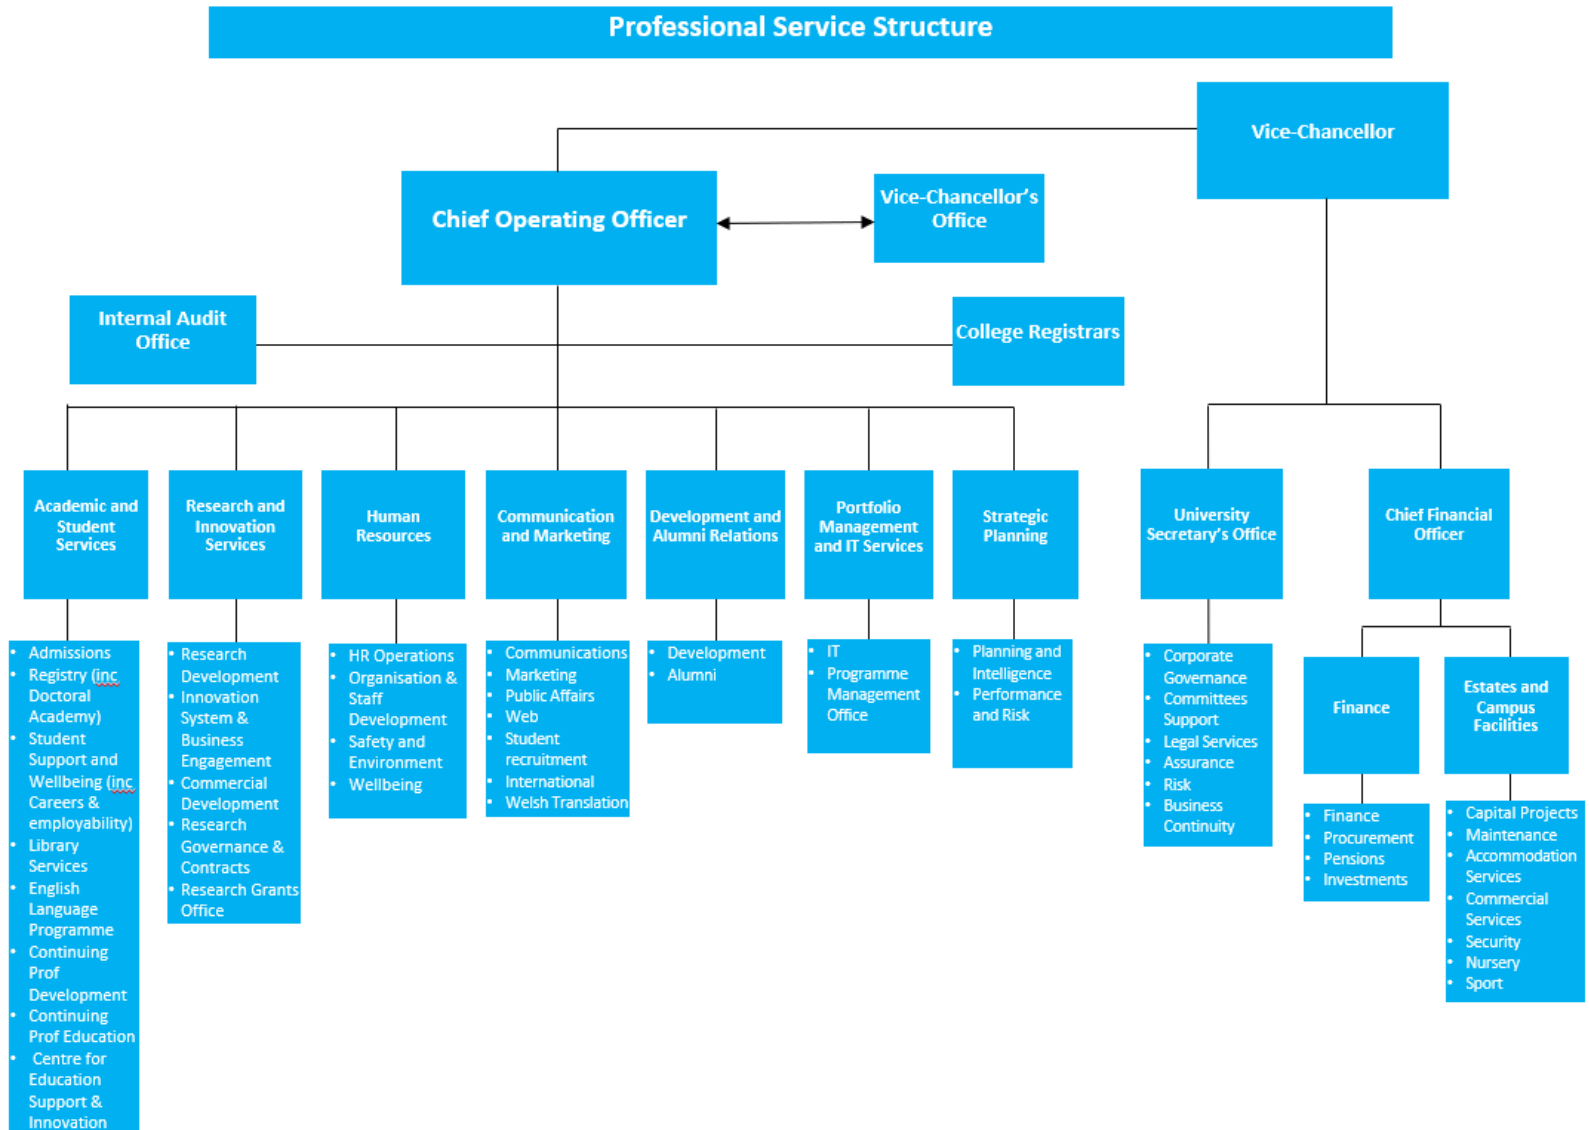 Professional Service Structure
Vice-Chancellor
Chief Operating Officer
Vice-Chancellor's
Office
Internal Audit
Office
College Registrars
Academic and
Student
Services
Research and
Innovation
Services
Human
Resources
Communication
and Marketing
Development and
Alumni Relations
Portfolio
Management
and IT Services
Strategic
Planning
University
Secretary's Office
Chief Financial
Officer
• Admissions
• Registry (inc
Doctoral
Academy)
• Student
Support and
Wellbeing (inc
Careers &
employability)
• Library
Services
• English
Language
Programme
• Continuing
Prof
Development
• Continuing
Prof Education
• Centre for
Education
Support &
Innovation
• Research
Development
• Innovation
System &
Business
Engagement
• Commercial
Development
• Research
Governance &
Contracts
• Research Grants
Office
• HR Operations
• Organisation &
Staff
Development
• Safety and
Environment
• Wellbeing
• Communications
• Marketing
• Public Affairs
• Web
• Student
recruitment
• International
• Welsh Translation
• Development
• Alumni
• IT
• Programme
Management
Office
• Planning and
Intelligence
• Performance
and Risk
• Corporate
Governance
• Committees
Support
• Legal Services
• Assurance
• Risk
• Business
Continuity
Finance
Estates and
Campus
Facilities
• Finance
• Procurement
• Pensions
• Investments
• Capital Projects
• Maintenance
• Accommodation
Services
• Commercial
Services
• Security
• Nursery
• Sport